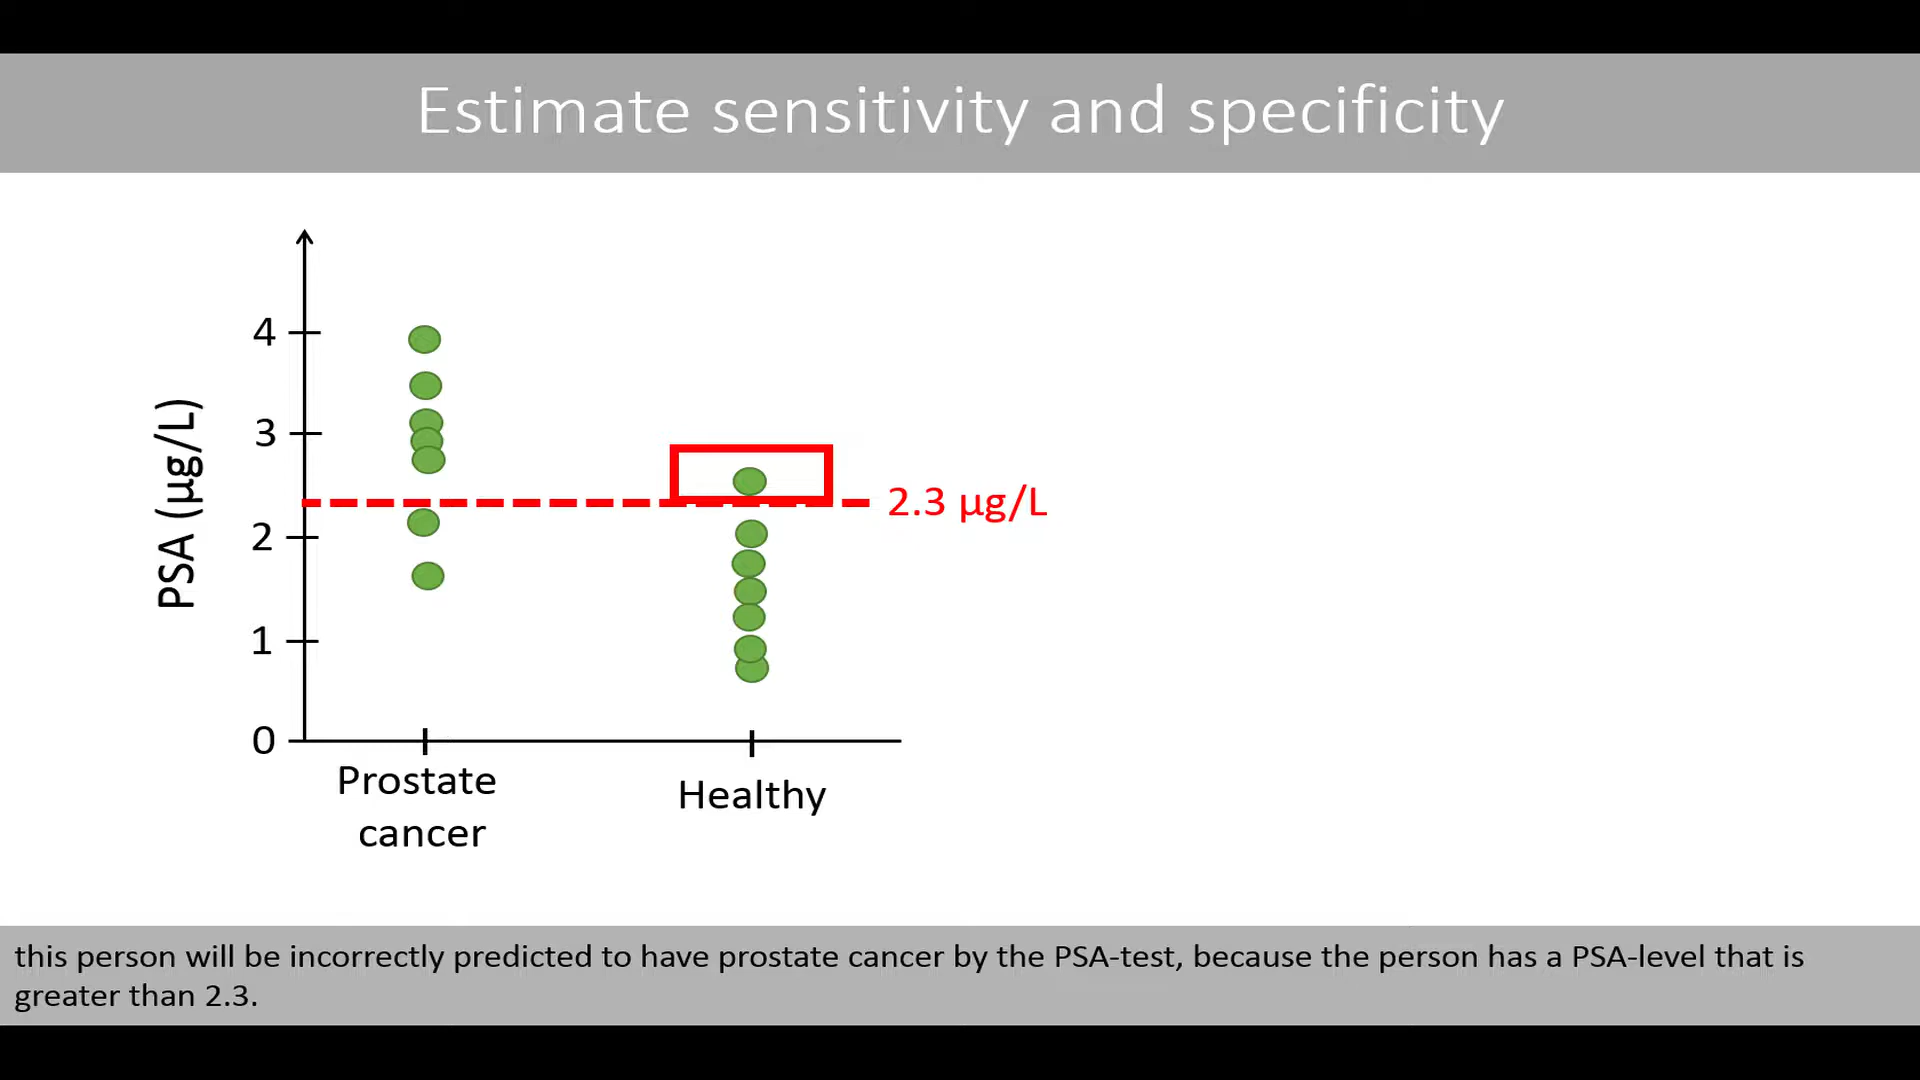 Estimate sensitivity and specificity
PSA (µg/L)
4
3
2
1
0
2.3 µg/L
Prostate
cancer
Healthy
this person will be incorrectly predicted to have prostate cancer by the PSA-test, because the person has a PSA-level that is
greater than 2.3.